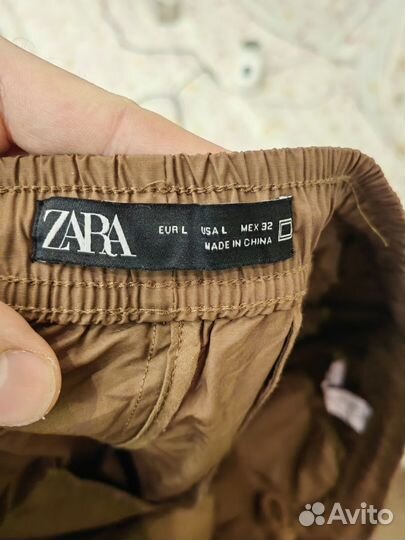 ZARA
EUR L USA L MEX 32
MADE IN CHINA
Avito